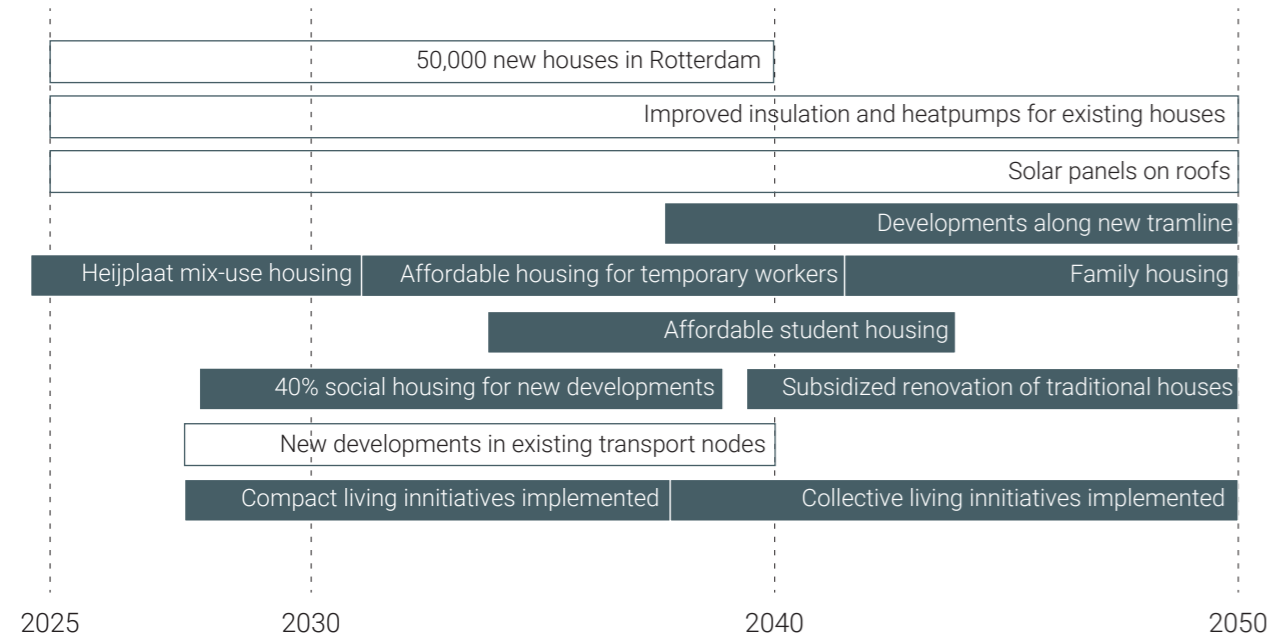 50,000 new houses in Rotterdam
Improved insulation and heatpumps for existing houses
Solar panels on roofs
Developments along new tramline
Heijplaat mix-use housing
Affordable housing for temporary workers
Family housing
Affordable student housing
40% social housing for new developments
Subsidized renovation of traditional houses
New developments in existing transport nodes
Compact living innitiatives implemented
Collective living innitiatives implemented
2025
2030
2040
2050